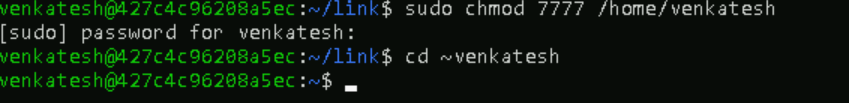 venkatesh@427c4c96208a5ec:~/link$ sudo chmod 7777 /home/venkatesh
[sudo] password for venkatesh:
venkatesh@427c4c96208a5ec:~/link$ cd ~venkatesh
venkatesh@427c4c96208a5ec:~$